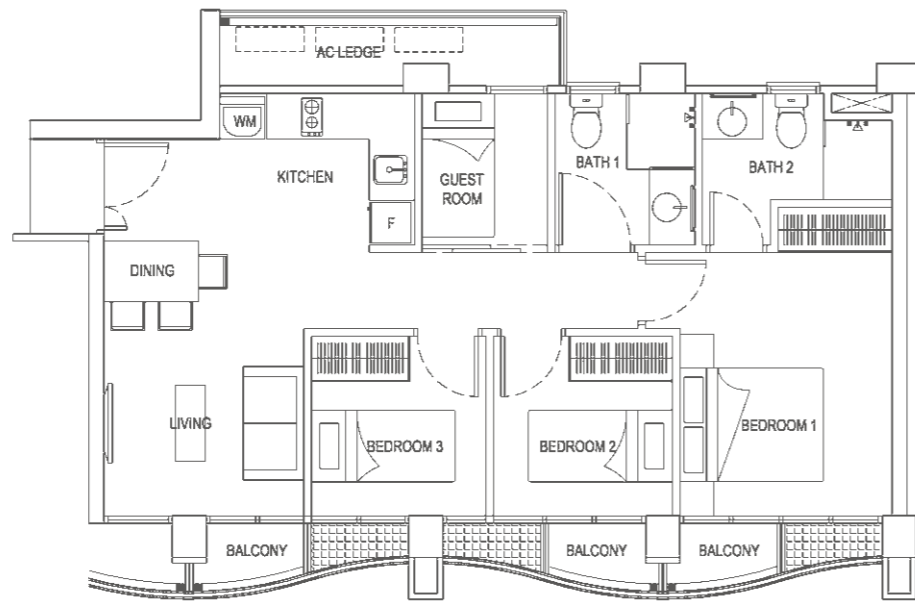 AC LEDGE
WM
KITCHEN
GUEST
ROOM
BATH 1
BATH 2
F
DINING
LIVING
BEDROOM 3
BEDROOM 2
BEDROOM 1
BALCONY
BALCONY
BALCONY